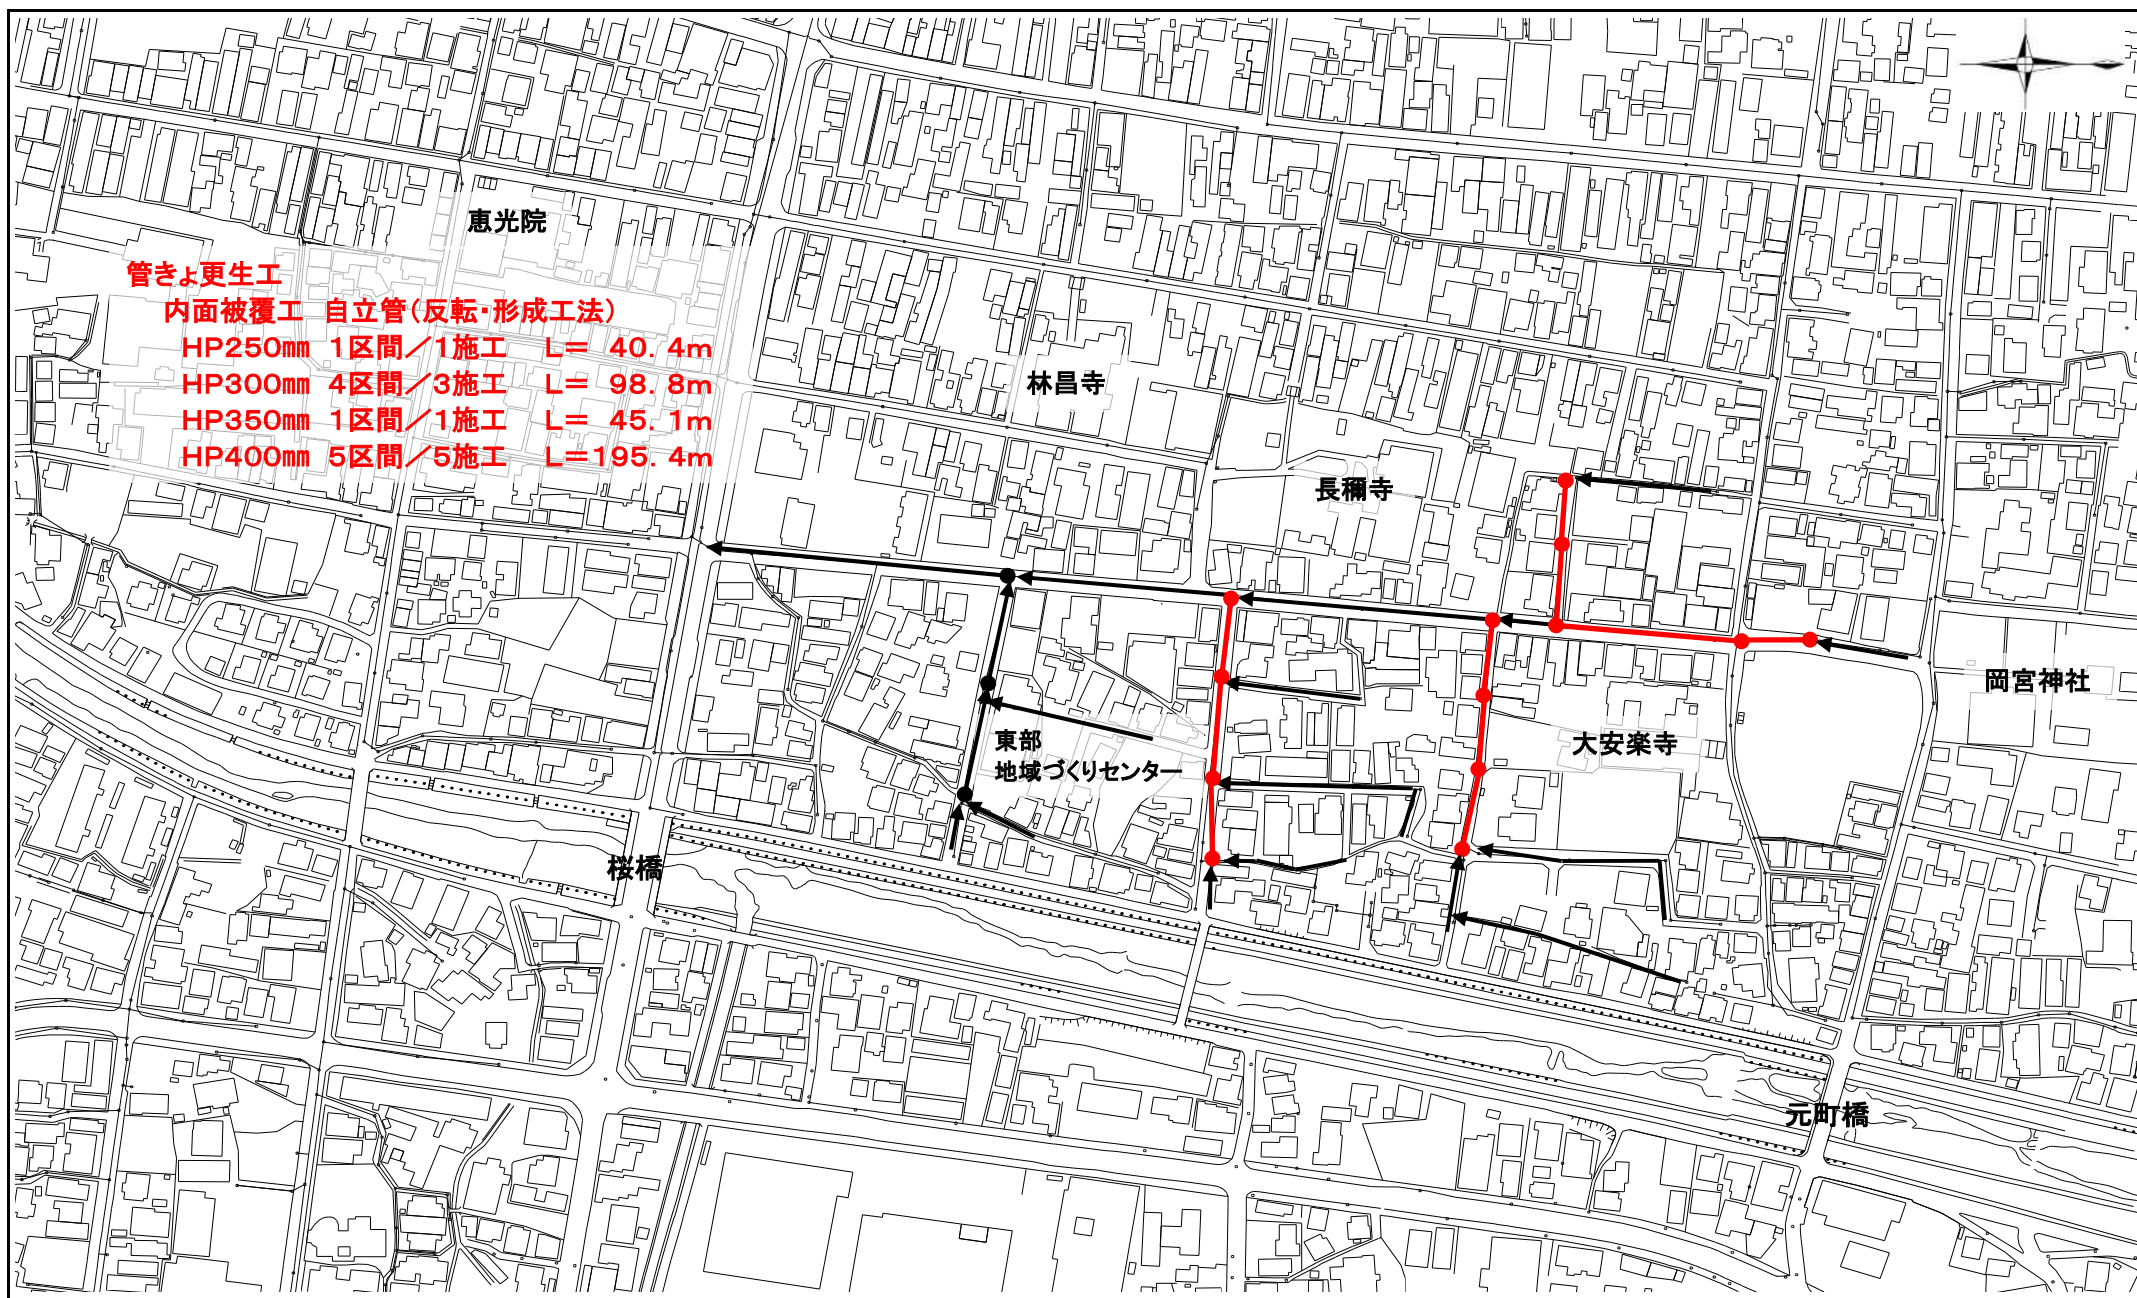 恵光院
管きょ更生工
内面被覆工 自立管(反転・形成工法)
HP250㎜ 1区間/1施工 L= 40.4m
HP300㎜ 4区間/3施工 L= 98.8m
HP350㎜ 1区間/1施工 L= 45.1m
HP400㎜ 5区間/5施工 L=195.4m
林昌寺
長稱寺
岡宮神社
大安楽寺
東部
地域づくりセンター
桜橋
元町橋